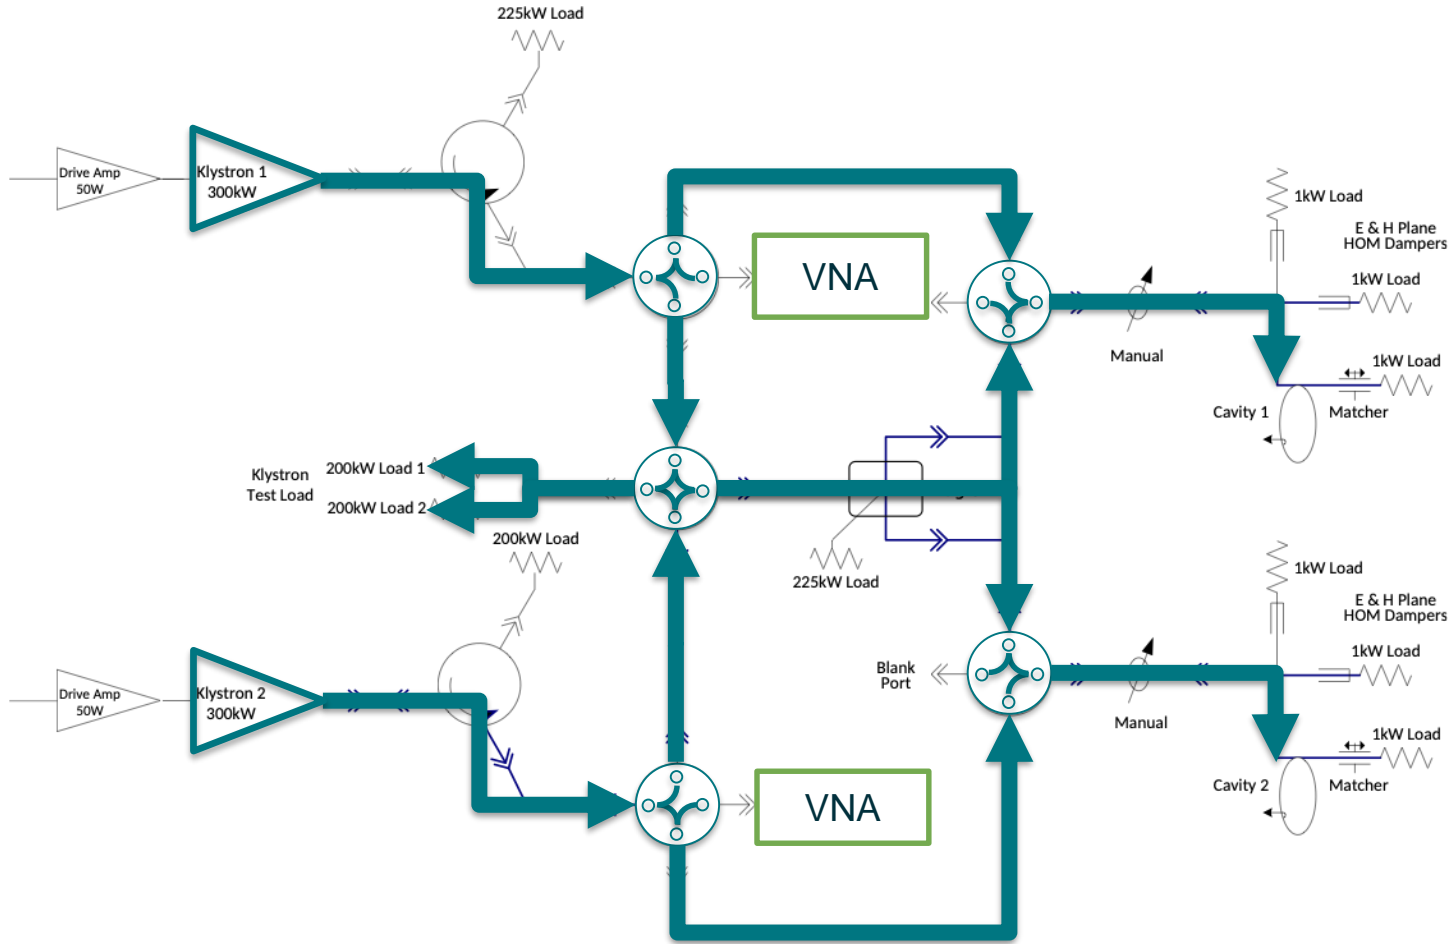 225kW Load
Drive Amp
50W
Klystron 1
300kW
VNA
1kW Load
E & H Plane
HOM Dampers
1kW Load
Manual
1kW Load
Cavity 1
Matcher
Klystron
Test Load
200kW Load 1
200kW Load 2
225kW Load
200kW Load
1kW Load
E & H Plane
HOM Dampers
Drive Amp
50W
Klystron 2
300kW
Blank
Port
1kW Load
Manual
1kW Load
Cavity 2
Matcher
VNA